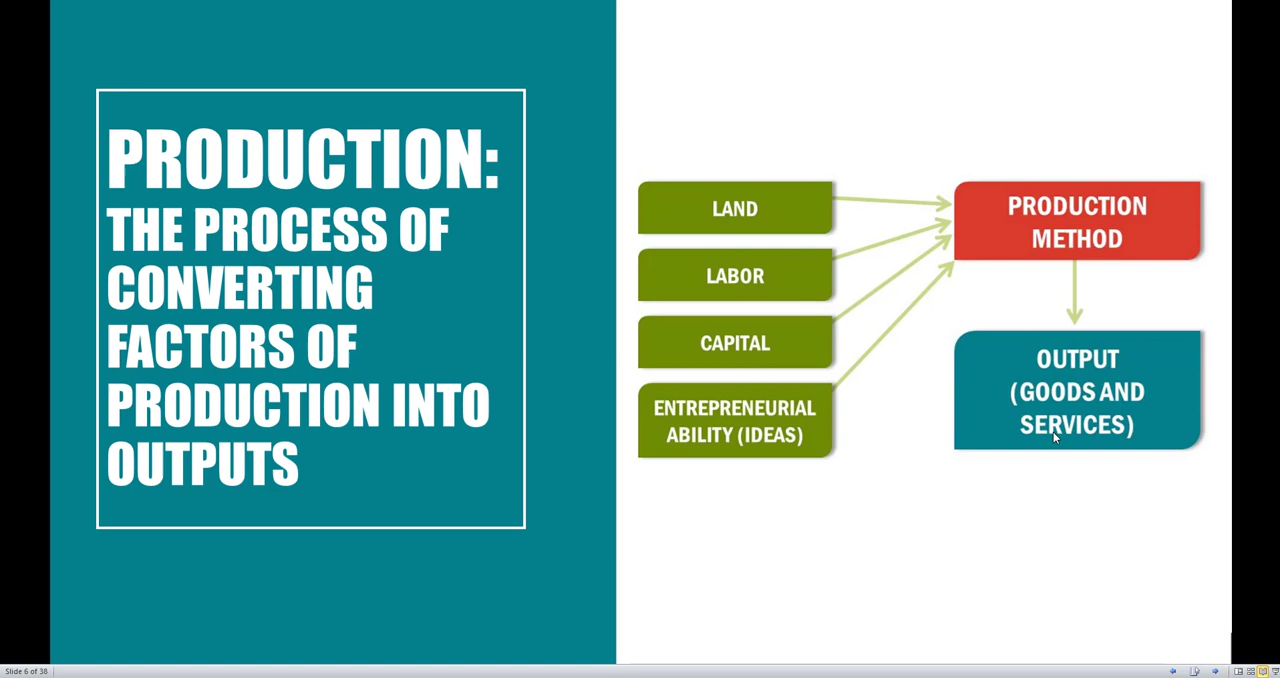 PRODUCTION:
THE PROCESS OF
CONVERTING
FACTORS OF
PRODUCTION INTO
OUTPUTS
LAND
LABOR
CAPITAL
ENTREPRENEURIAL
ABILITY (IDEAS)
PRODUCTION
METHOD
OUTPUT
(GOODS AND
SERVICES)
Slide 6 of 38